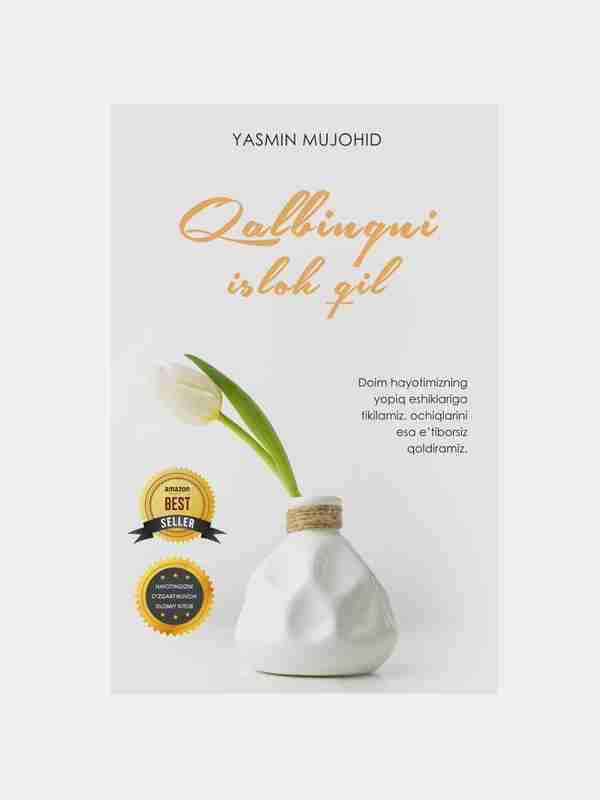 YASMIN MUJOHID
Qalbingni
isloh qil
Doim hayotimizning
yopiq eshiklariga
tikilamiz, ochiqlarini
esa e'tiborsiz
qoldiramiz.
amazon
BEST
SELLER
HAYOTINGIZNI
O'ZGARTIRUVCHI
ISLOMIY KITOB